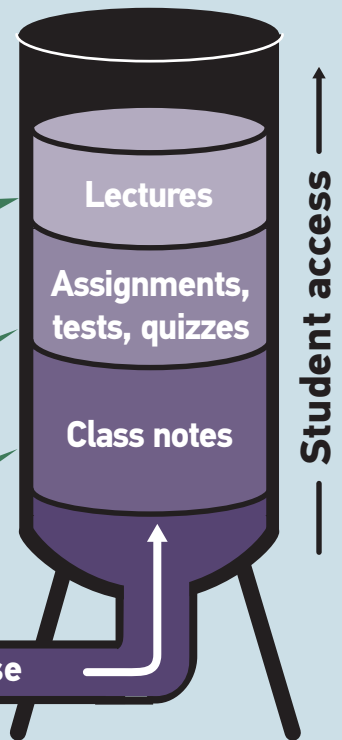 Lectures
Assignments,
tests, quizzes
Class notes
Student access